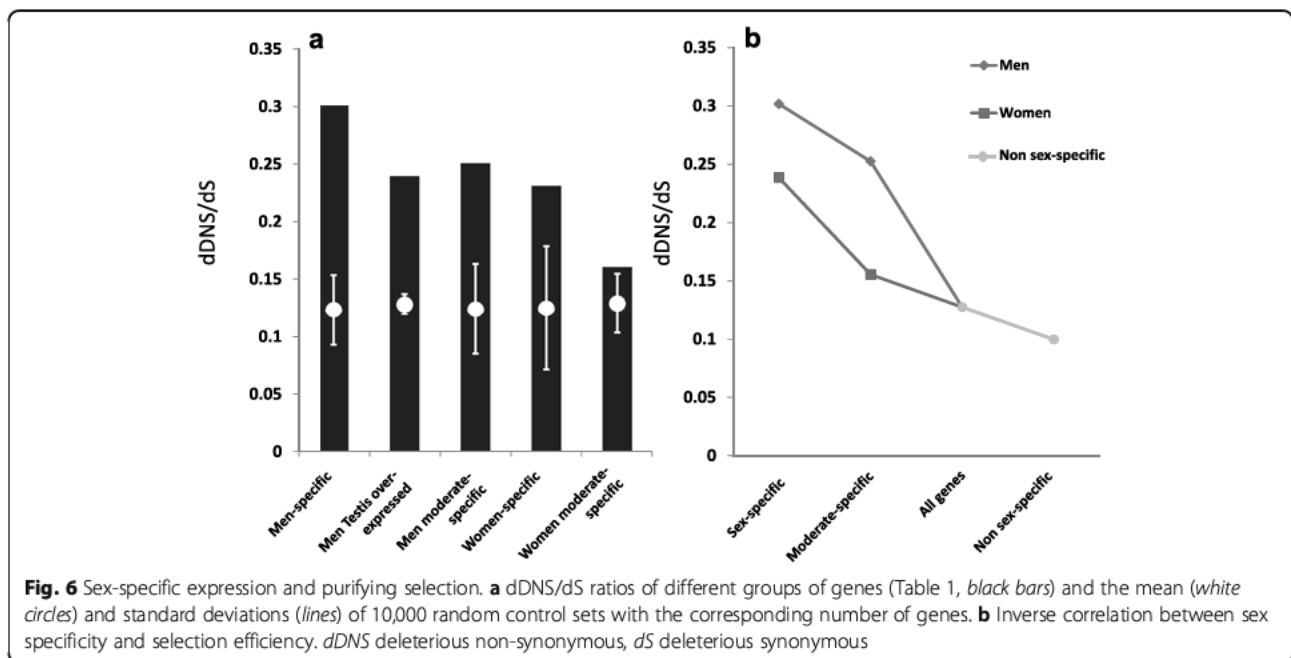 a
0.35
0.3
0.25
0.2
0.15
0.1
0.05
0
dDNS/dS
Men-specific
Men Testis over-
expressed
Men moderate-
specific
Women-specific
Women moderate-
specific
b
0.35
0.3
0.25
0.2
0.15
0.1
0.05
0
dDNS/dS
Men
Women
Non sex-specific
Sex-specific
Moderate-specific
All genes
Non sex-specific
Fig. 6 Sex-specific expression and purifying selection. a dDNS/dS ratios of different groups of genes (Table 1, black bars) and the mean (white
circles) and standard deviations (lines) of 10,000 random control sets with the corresponding number of genes. b Inverse correlation between sex
specificity and selection efficiency. dDNS deleterious non-synonymous, dS deleterious synonymous